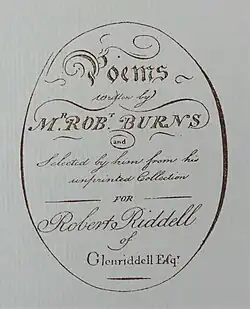 Poems
written by
Mr. ROBt. BURNS
and
Selected by him from his
unprinted Collection
FOR
Robert Riddell
of
Glenriddell Esqr.